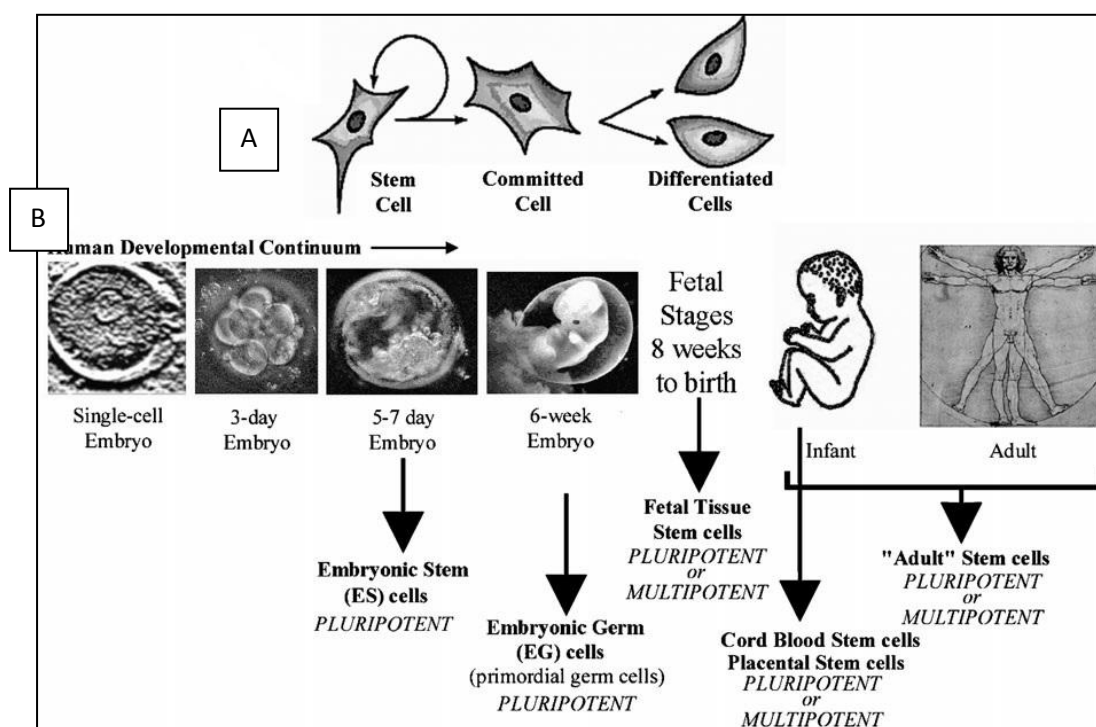 A
Stem
Cell
Committed
Cell
Differentiated
Cells
B
Human Developmental Continuum
Single-cell
Embryo
3-day
Embryo
5-7 day
Embryo
6-week
Embryo
Fetal
Stages
8 weeks
to birth
Infant
Adult
Embryonic Stem
(ES) cells
PLURIPOTENT
Embryonic Germ
(EG) cells
(primordial germ cells)
PLURIPOTENT
Fetal Tissue
Stem cells
PLURIPOTENT
or
MULTIPOTENT
Cord Blood Stem cells
Placental Stem cells
PLURIPOTENT
or
MULTIPOTENT
"Adult" Stem cells
PLURIPOTENT
or
MULTIPOTENT